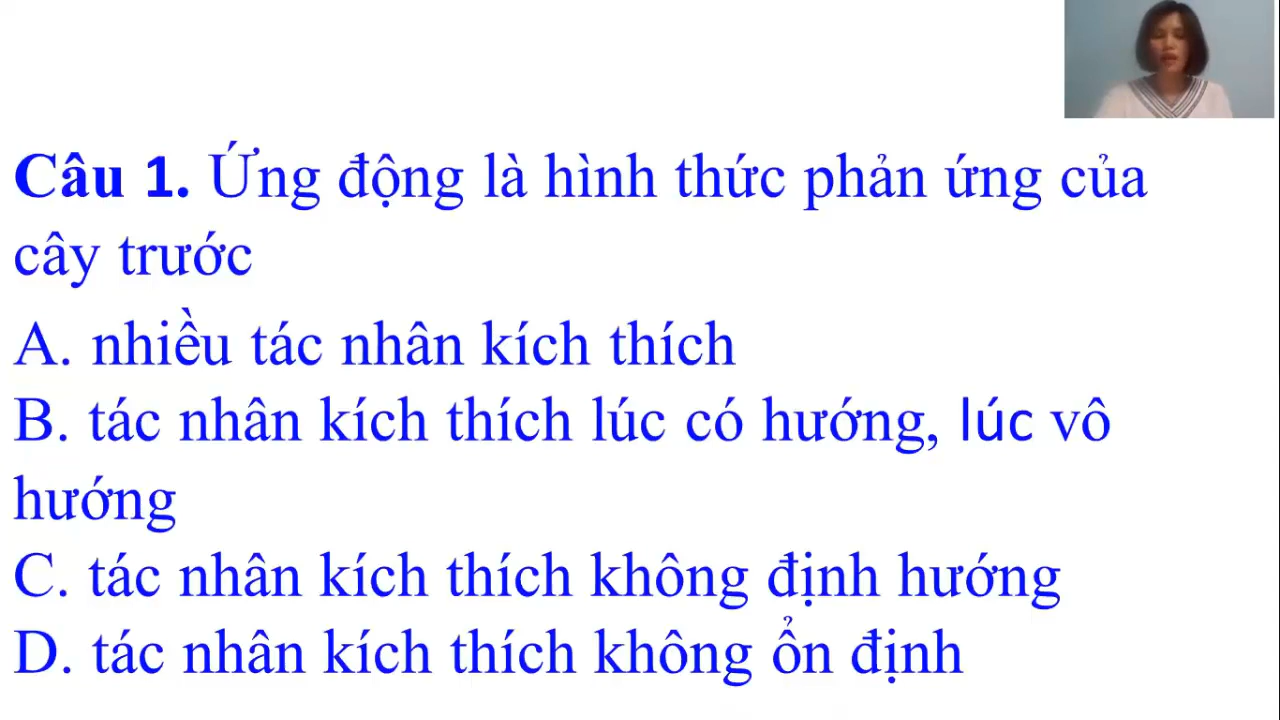 Câu 1. Ứng động là hình thức phản ứng của
cây trước
A. nhiều tác nhân kích thích
B. tác nhân kích thích lúc có hướng, lúc vô
hướng
C. tác nhân kích thích không định hướng
D. tác nhân kích thích không ổn định